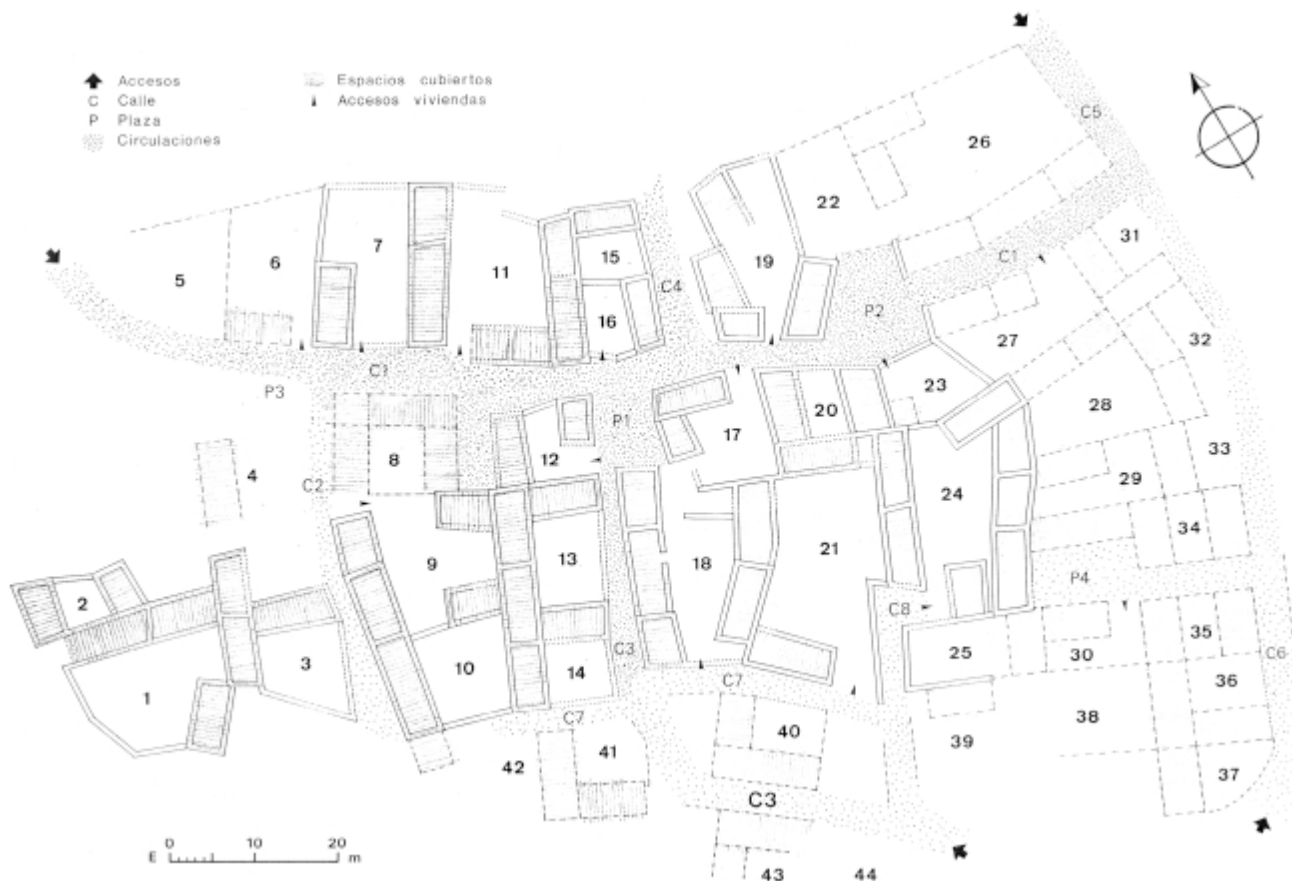 Accesos
C Calle
P Plaza
Circulaciones
Espacios cubiertos
Accesos viviendas
C5
26
22
31
15
19
7
6
5
11
C1
C4
16
P2
27
32
C1
P3
23
20
28
P1
17
8
12
4
C2
33
29
24
34
21
13
9
18
P4
2
C8
35
25
30
C3
C6
3
10
14
36
C7
1
C7
40
38
39
41
42
37
C3
0 10 20
E m
43
44